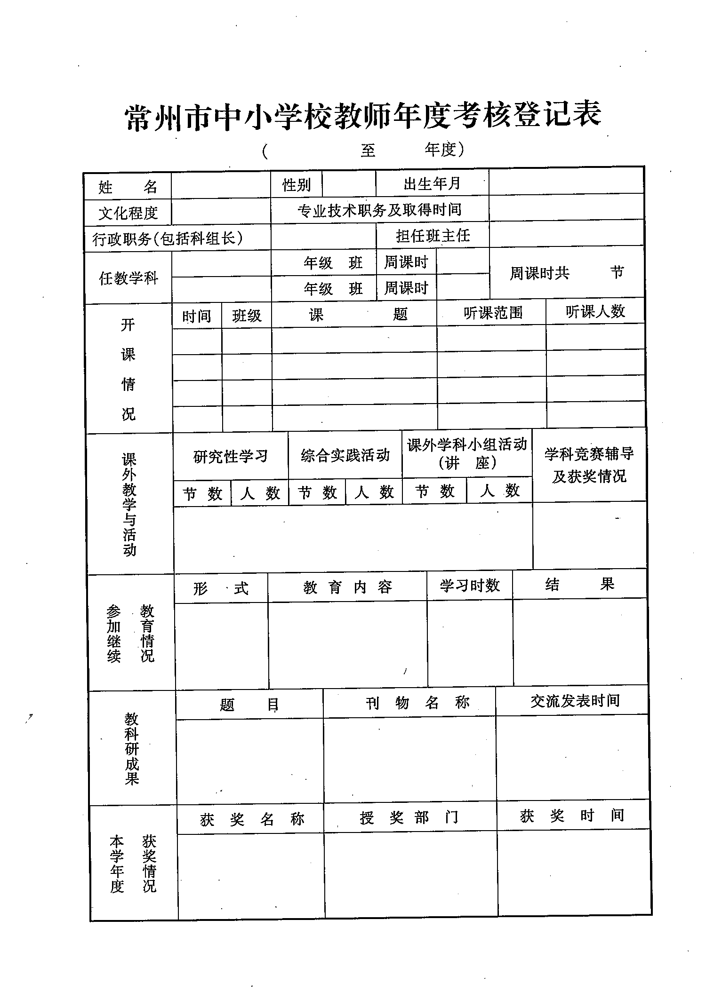 常州市中小学校教师年度考核登记表
( 至 年度)
姓 名 性别 出生年月
文化程度 专业技术职务及取得时间
行政职务(包括科组长) 担任班主任
任教学科 年级 班 周课时 周课时共 节
年级 班 周课时
开课情况 时间 班级 课 题 听课范围 听课人数
课外教学与活动 研究性学习 综合实践活动 课外学科小组活动(讲 座) 学科竞赛辅导及获奖情况
节 数 人 数 节 数 人 数 节 数 人 数
参加继续教育情况 形 式 教 育 内 容 学习时数 结 果
教科研成果 题 目 刊 物 名 称 交流发表时间
本学年度获奖情况 获 奖 名 称 授 奖 部 门 获 奖 时 间